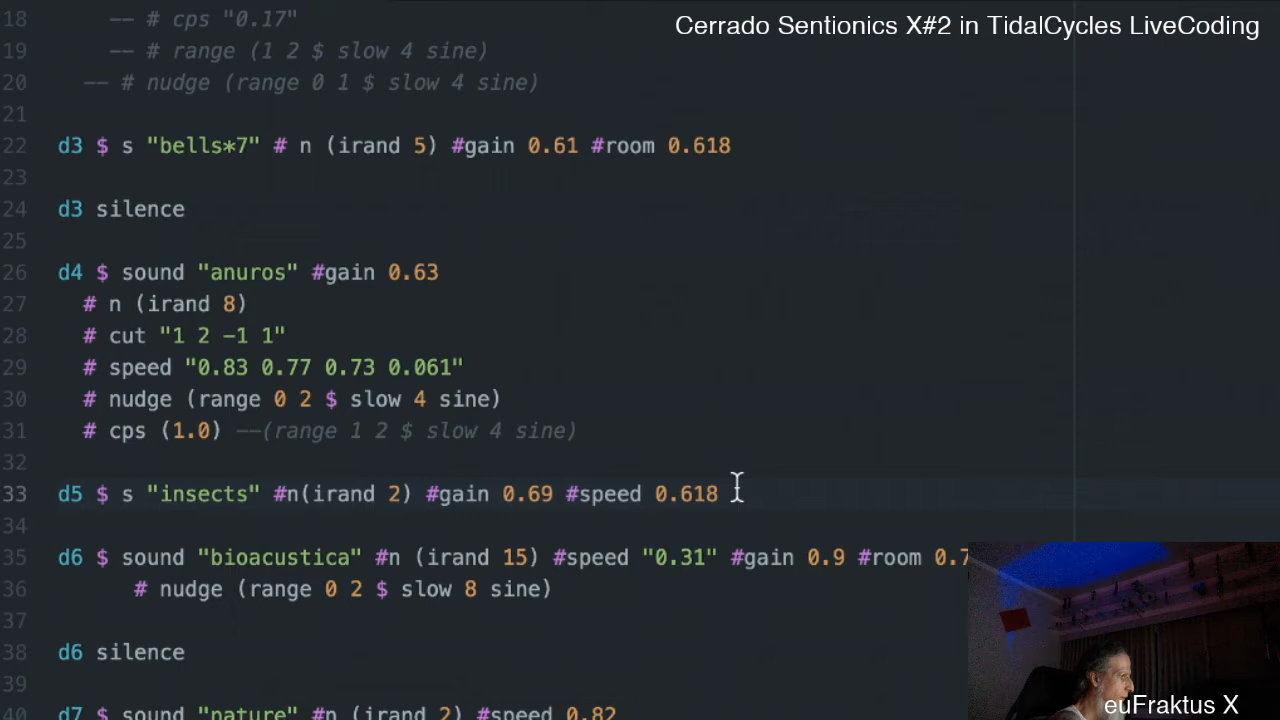 Cerrado Sentionics X#2 in TidalCycles LiveCoding
18 -- # cps "0.17"
19 -- # range (1 2 $ slow 4 sine)
20 -- # nudge (range 0 1 $ slow 4 sine)
21
22 d3 $ s "bells*7" # n (irand 5) #gain 0.61 #room 0.618
23
24 d3 silence
25
26 d4 $ sound "anuros" #gain 0.63
27 # n (irand 8)
28 # cut "1 2 -1 1"
29 # speed "0.83 0.77 0.73 0.061"
30 # nudge (range 0 2 $ slow 4 sine)
31 # cps (1.0) --(range 1 2 $ slow 4 sine)
32
33 d5 $ s "insects" #n(irand 2) #gain 0.69 #speed 0.618
34
35 d6 $ sound "bioacustica" #n (irand 15) #speed "0.31" #gain 0.9 #room 0.7
36 # nudge (range 0 2 $ slow 8 sine)
37
38 d6 silence
39
40 d7 $ sound "nature" #n (irand 2) #speed 0.82
euFraktus X